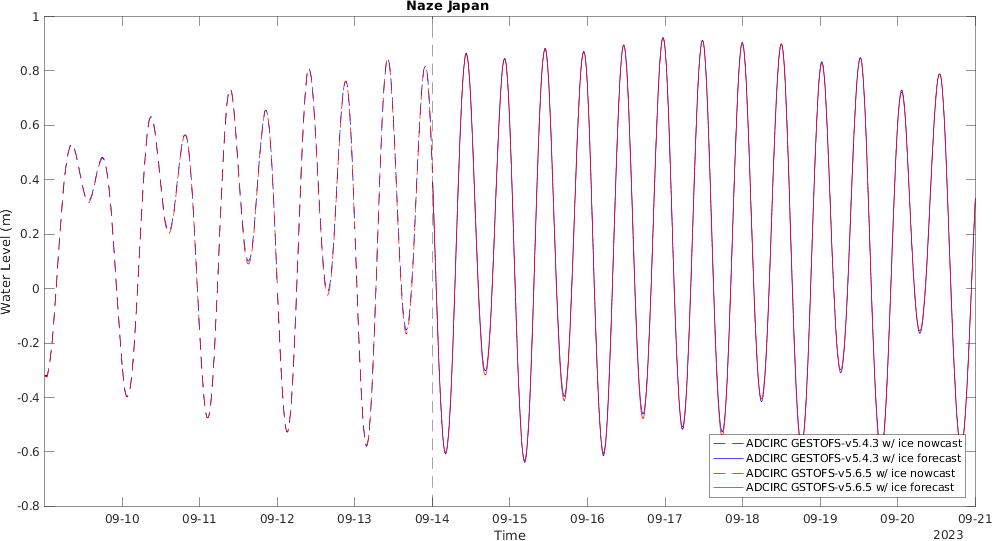 Naze Japan
1
0.8
0.6
0.4
0.2
0
-0.2
-0.4
-0.6
-0.8
Water Level (m)
ADCIRC GESTOFS-v5.4.3 w/ ice nowcast
ADCIRC GESTOFS-v5.4.3 w/ ice forecast
ADCIRC GSTOFS-v5.6.5 w/ ice nowcast
ADCIRC GSTOFS-v5.6.5 w/ ice forecast
09-10 09-11 09-12 09-13 09-14 09-15 09-16 09-17 09-18 09-19 09-20 09-21
Time
2023